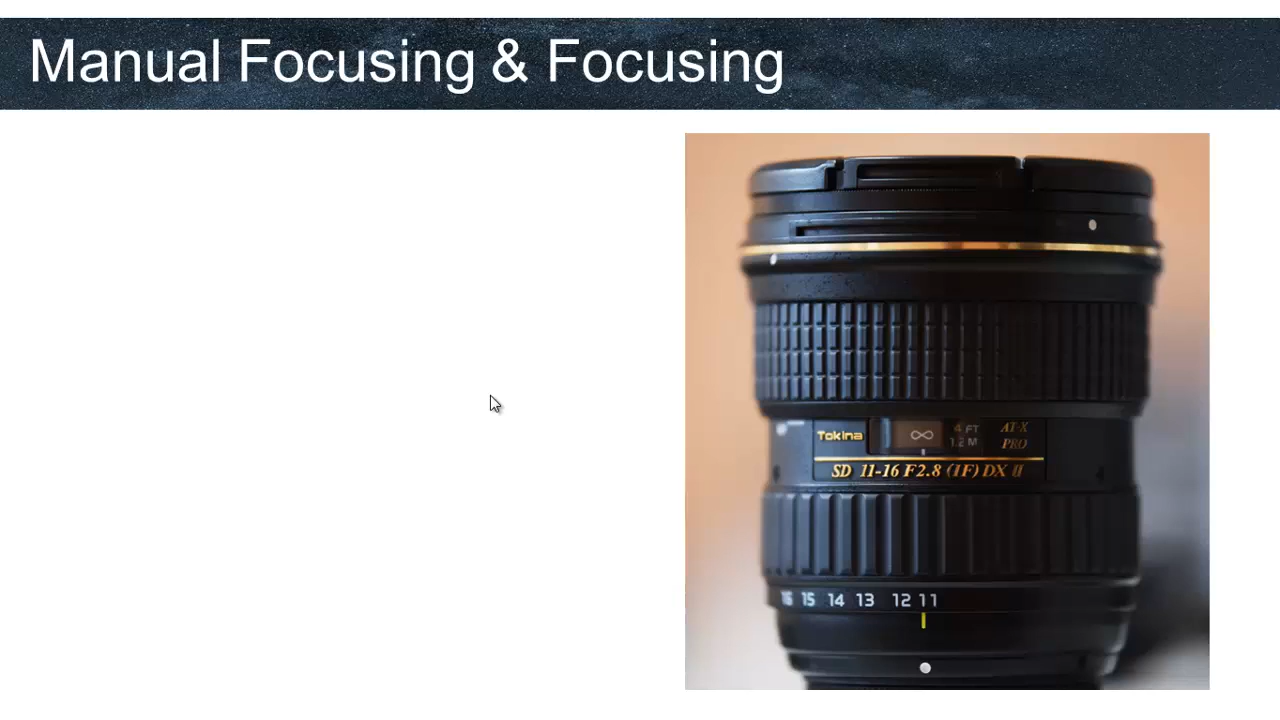 Manual Focusing & Focusing
Tokina
∞
4 FT
1.2 M
AT-X
PRO
SD 11-16 F2.8 (IF) DX II
16 15 14 13 12 11